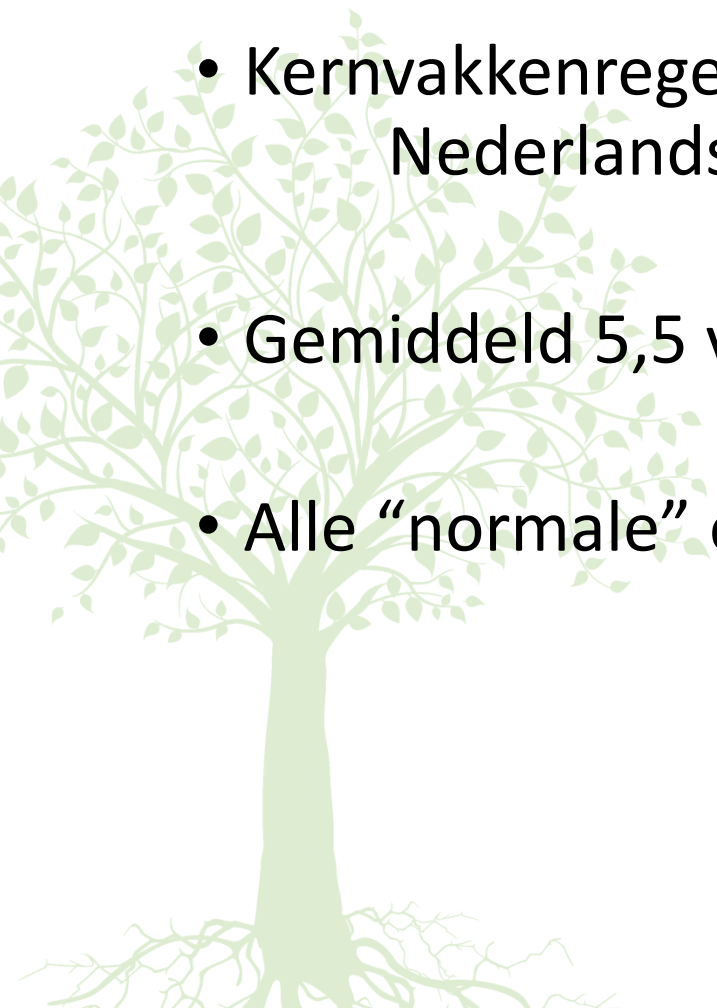 • Kernvakkenrege
Nederlands
• Gemiddeld 5,5 v
• Alle “normale”